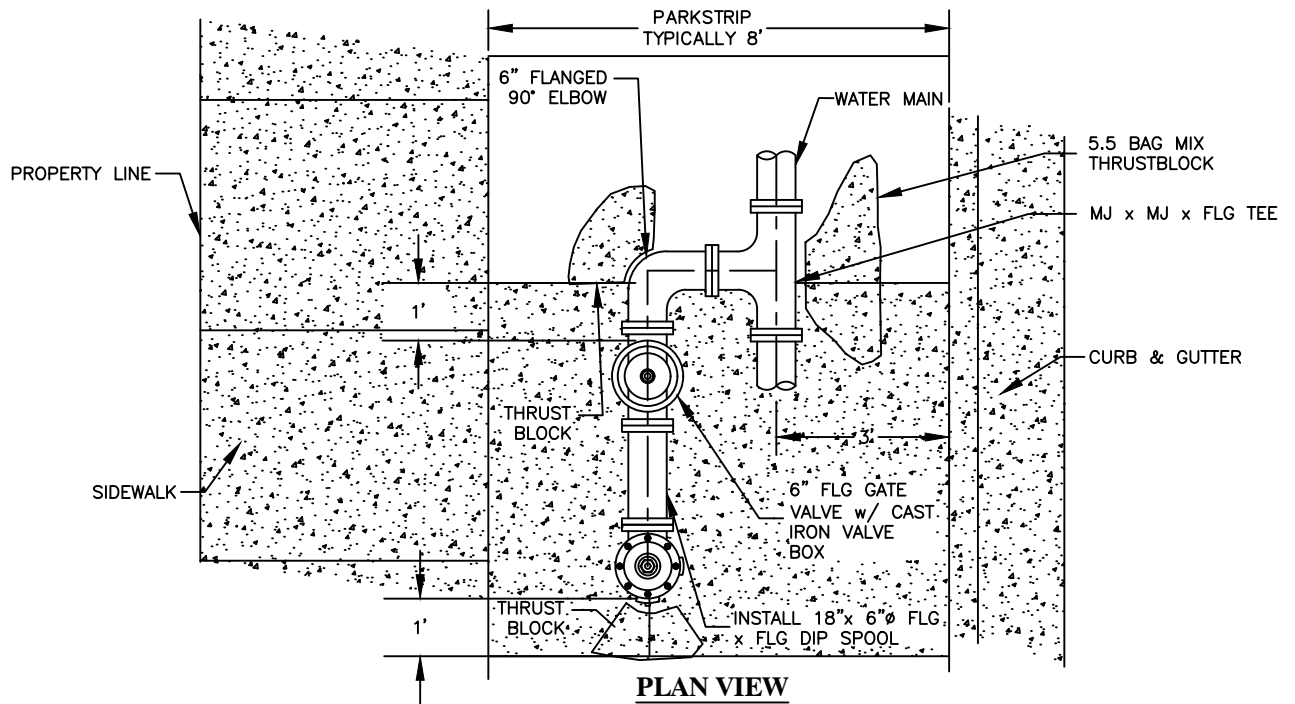 PARKSTRIP
TYPICALLY 8'
6" FLANGED
90° ELBOW
WATER MAIN
5.5 BAG MIX
THRUSTBLOCK
PROPERTY LINE
MJ x MJ x FLG TEE
1'
CURB & GUTTER
THRUST
BLOCK
3'
SIDEWALK
6" FLG GATE
VALVE w/ CAST
IRON VALVE
BOX
THRUST
BLOCK
1'
INSTALL 18"x 6"ø FLG
x FLG DIP SPOOL
PLAN VIEW